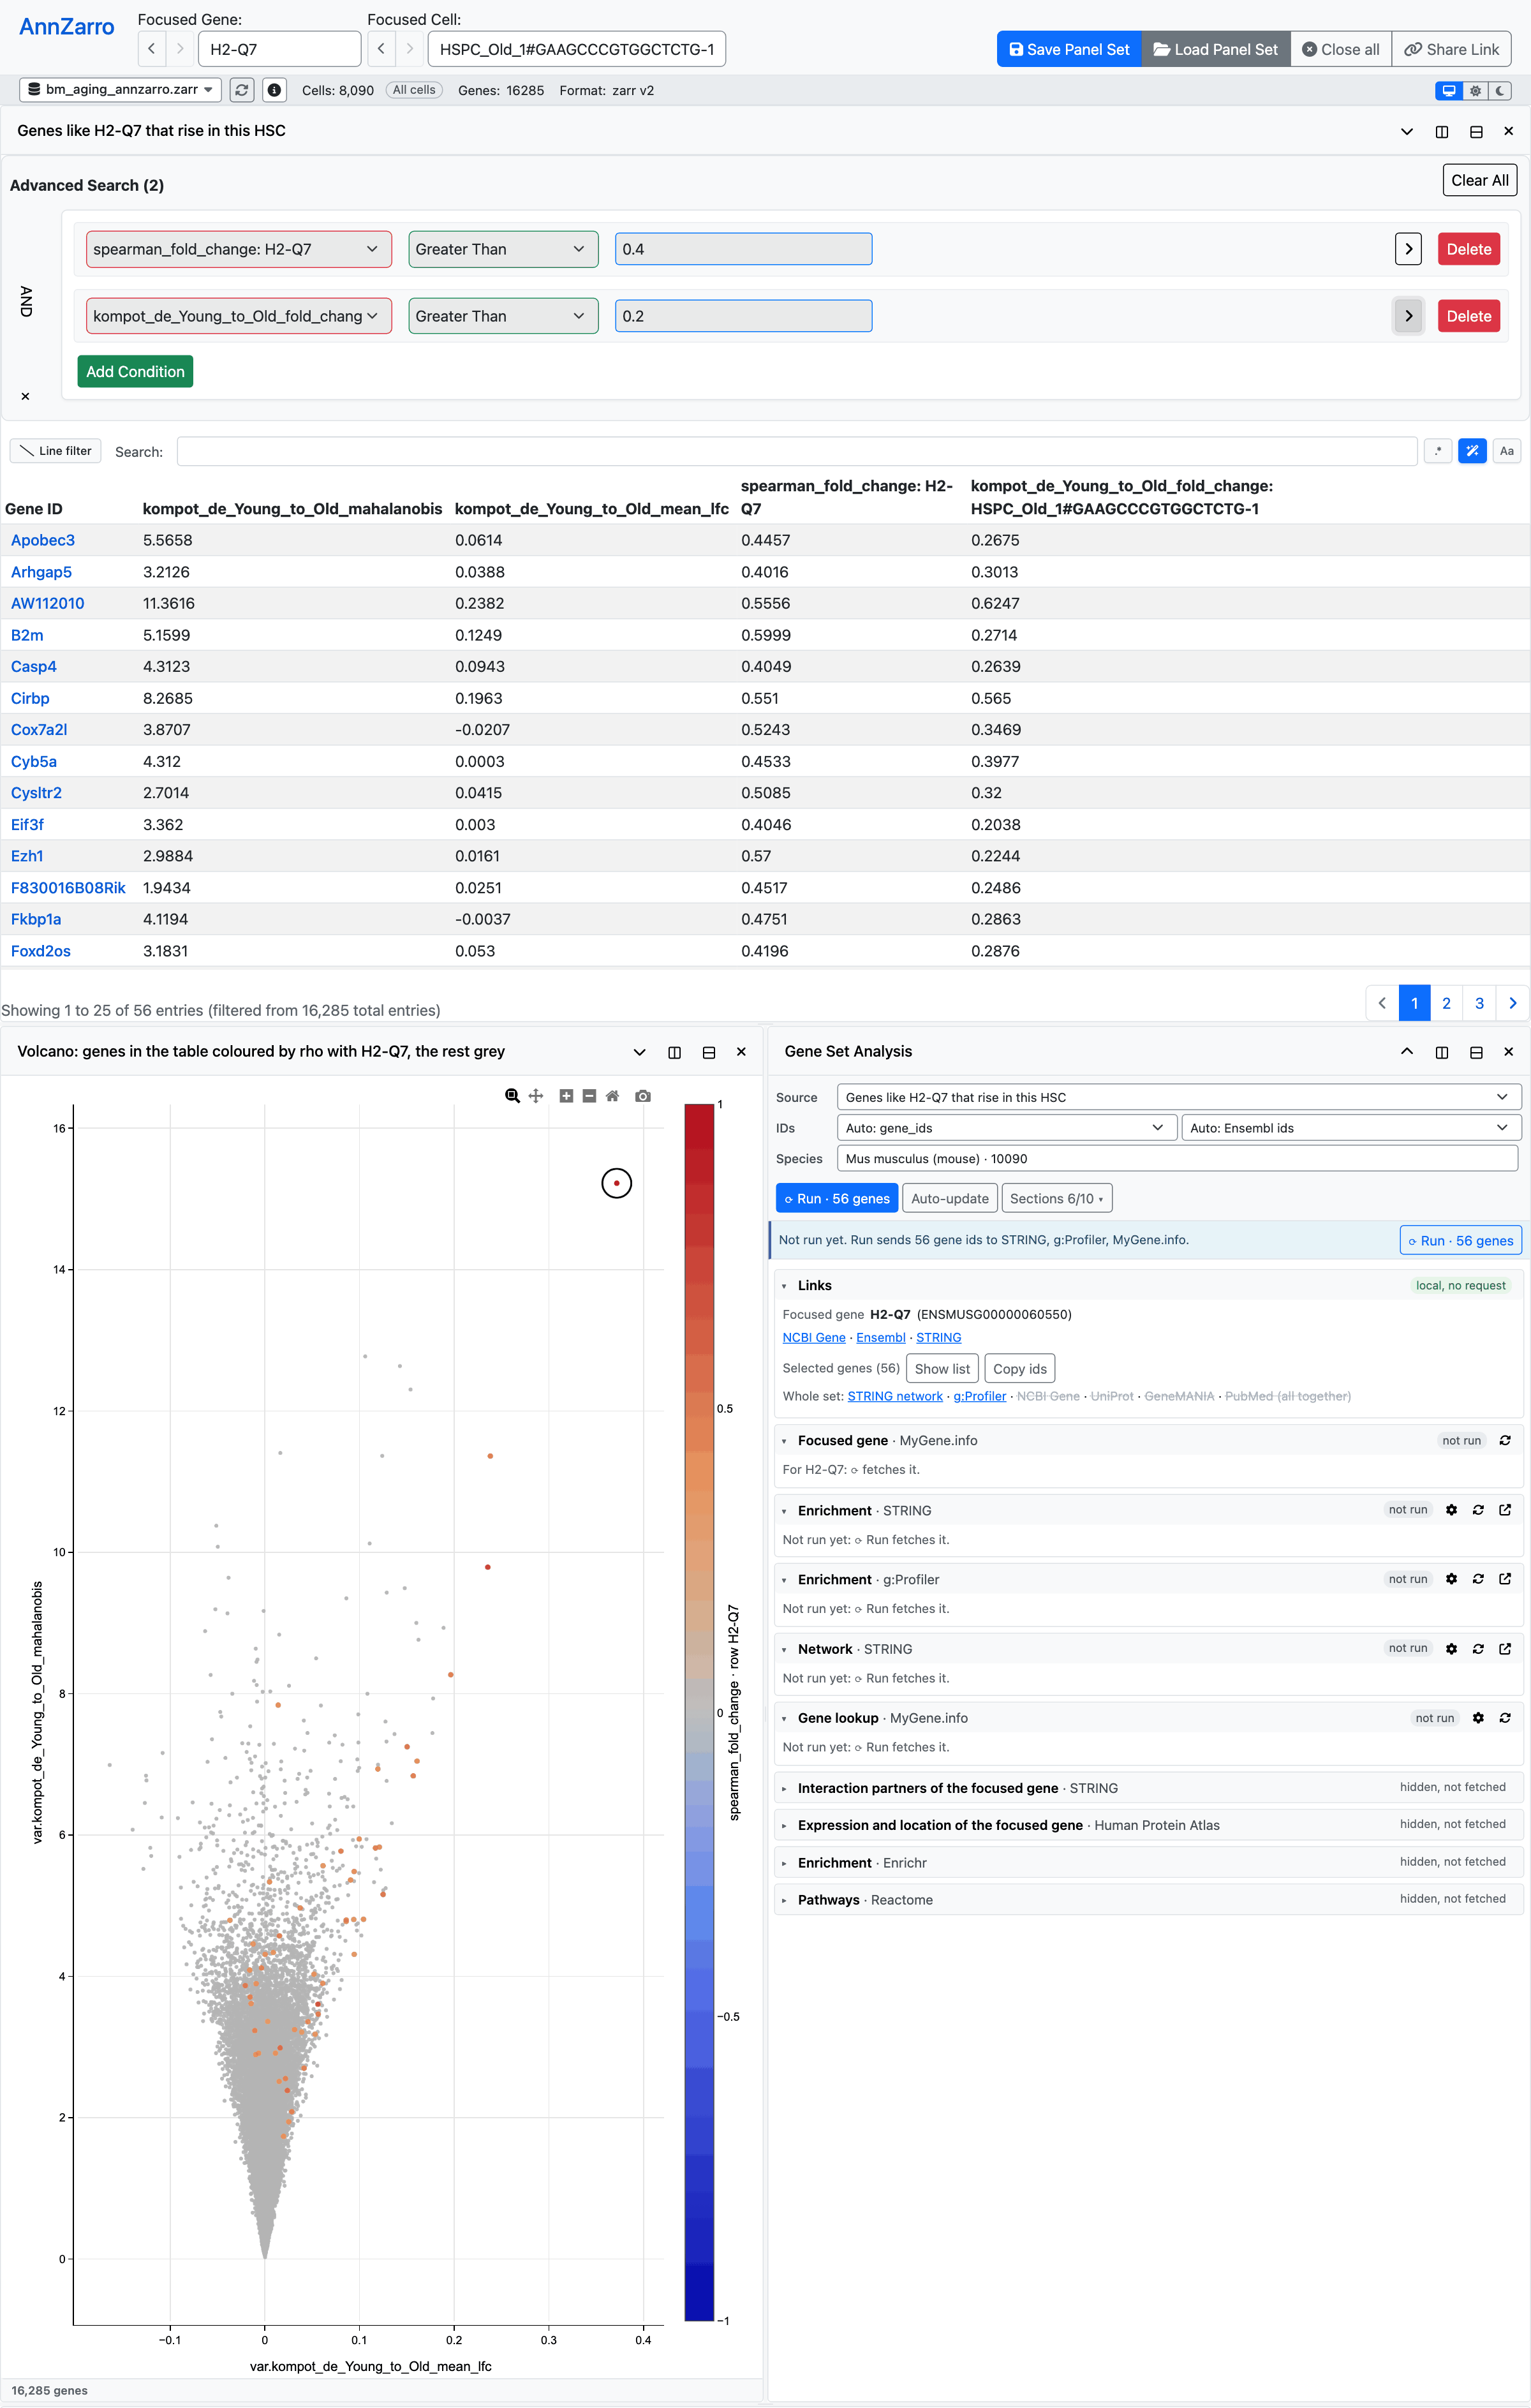 AnnZarro
Focused Gene:
H2-Q7
Focused Cell:
HSPC_Old_1#GAAGCCCGTGGCTCTG-1
Save Panel Set
Load Panel Set
Close all
Share Link
bm_aging_annzarro.zarr
Cells: 8,090
All cells
Genes: 16285
Format: zarr v2
Genes like H2-Q7 that rise in this HSC
Advanced Search (2)
Clear All
AND
spearman_fold_change: H2-Q7
Greater Than
0.4
Delete
kompot_de_Young_to_Old_fold_chang
Greater Than
0.2
Delete
Add Condition
Line filter
Search:
.*
Aa
Gene ID
kompot_de_Young_to_Old_mahalanobis
kompot_de_Young_to_Old_mean_lfc
spearman_fold_change: H2-
Q7
kompot_de_Young_to_Old_fold_change:
HSPC_Old_1#GAAGCCCGTGGCTCTG-1
Apobec3 5.5658 0.0614 0.4457 0.2675
Arhgap5 3.2126 0.0388 0.4016 0.3013
AW112010 11.3616 0.2382 0.5556 0.6247
B2m 5.1599 0.1249 0.5999 0.2714
Casp4 4.3123 0.0943 0.4049 0.2639
Cirbp 8.2685 0.1963 0.551 0.565
Cox7a2l 3.8707 -0.0207 0.5243 0.3469
Cyb5a 4.312 0.0003 0.4533 0.3977
Cysltr2 2.7014 0.0415 0.5085 0.32
Eif3f 3.362 0.003 0.4046 0.2038
Ezh1 2.9884 0.0161 0.57 0.2244
F830016B08Rik 1.9434 0.0251 0.4517 0.2486
Fkbp1a 4.1194 -0.0037 0.4751 0.2863
Foxd2os 3.1831 0.053 0.4196 0.2876
Showing 1 to 25 of 56 entries (filtered from 16,285 total entries)
1 2 3
Volcano: genes in the table coloured by rho with H2-Q7, the rest grey
16
14
12
10
8
6
4
2
0
var.kompot_de_Young_to_Old_mahalanobis
−0.1 0 0.1 0.2 0.3 0.4
var.kompot_de_Young_to_Old_mean_lfc
1
0.5
0
−0.5
−1
spearman_fold_change · row H2-Q7
16,285 genes
Gene Set Analysis
Source
Genes like H2-Q7 that rise in this HSC
IDs
Auto: gene_ids
Auto: Ensembl ids
Species
Mus musculus (mouse) · 10090
⟳ Run · 56 genes
Auto-update
Sections 6/10 ▾
Not run yet. Run sends 56 gene ids to STRING, g:Profiler, MyGene.info.
⟳ Run · 56 genes
Links
local, no request
Focused gene H2-Q7 (ENSMUSG00000060550)
NCBI Gene · Ensembl · STRING
Selected genes (56)
Show list
Copy ids
Whole set: STRING network · g:Profiler · NCBI Gene · UniProt · GeneMANIA · PubMed (all together)
Focused gene · MyGene.info
not run
For H2-Q7: ⟳ fetches it.
Enrichment · STRING
not run
Not run yet: ⟳ Run fetches it.
Enrichment · g:Profiler
not run
Not run yet: ⟳ Run fetches it.
Network · STRING
not run
Not run yet: ⟳ Run fetches it.
Gene lookup · MyGene.info
not run
Not run yet: ⟳ Run fetches it.
Interaction partners of the focused gene · STRING
hidden, not fetched
Expression and location of the focused gene · Human Protein Atlas
hidden, not fetched
Enrichment · Enrichr
hidden, not fetched
Pathways · Reactome
hidden, not fetched